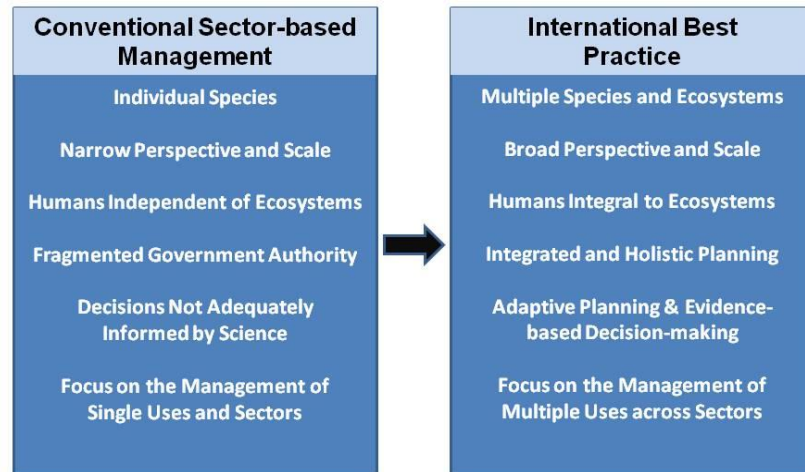 Conventional Sector-based
Management
Individual Species
Narrow Perspective and Scale
Humans Independent of Ecosystems
Fragmented Government Authority
Decisions Not Adequately
Informed by Science
Focus on the Management of
Single Uses and Sectors
International Best
Practice
Multiple Species and Ecosystems
Broad Perspective and Scale
Humans Integral to Ecosystems
Integrated and Holistic Planning
Adaptive Planning & Evidence-
based Decision-making
Focus on the Management of
Multiple Uses across Sectors